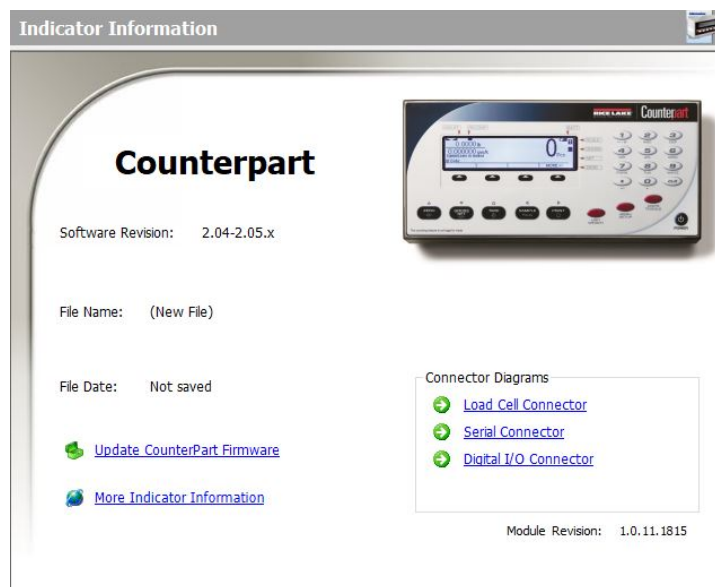 Indicator Information
Counterpart
RICE LAKE Counterpart
Software Revision: 2.04-2.05.x
File Name: (New File)
File Date: Not saved
Update CounterPart Firmware
More Indicator Information
Connector Diagrams
Load Cell Connector
Serial Connector
Digital I/O Connector
Module Revision: 1.0.11.1815